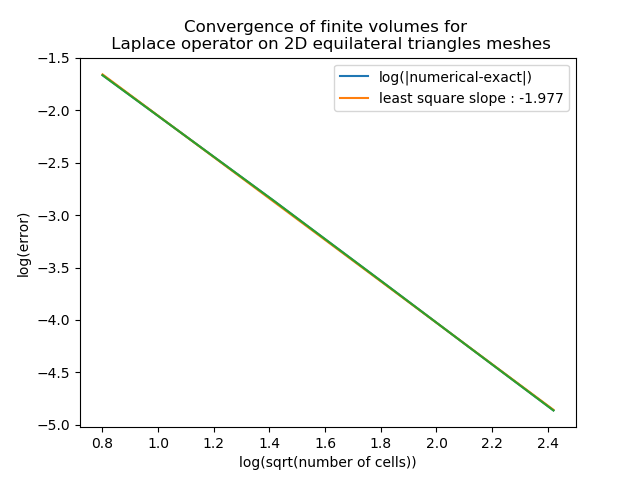 Convergence of finite volumes for
Laplace operator on 2D equilateral triangles meshes
log(|numerical-exact|)
least square slope : -1.977
log(error)
−1.5
−2.0
−2.5
−3.0
−3.5
−4.0
−4.5
−5.0
0.8 1.0 1.2 1.4 1.6 1.8 2.0 2.2 2.4
log(sqrt(number of cells))